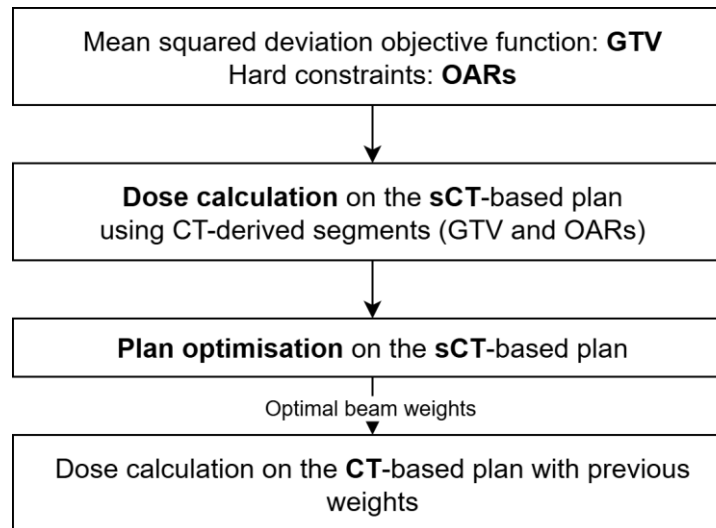 Mean squared deviation objective function: GTV
Hard constraints: OARs
Dose calculation on the sCT-based plan
using CT-derived segments (GTV and OARs)
Plan optimisation on the sCT-based plan
Optimal beam weights
Dose calculation on the CT-based plan with previous
weights